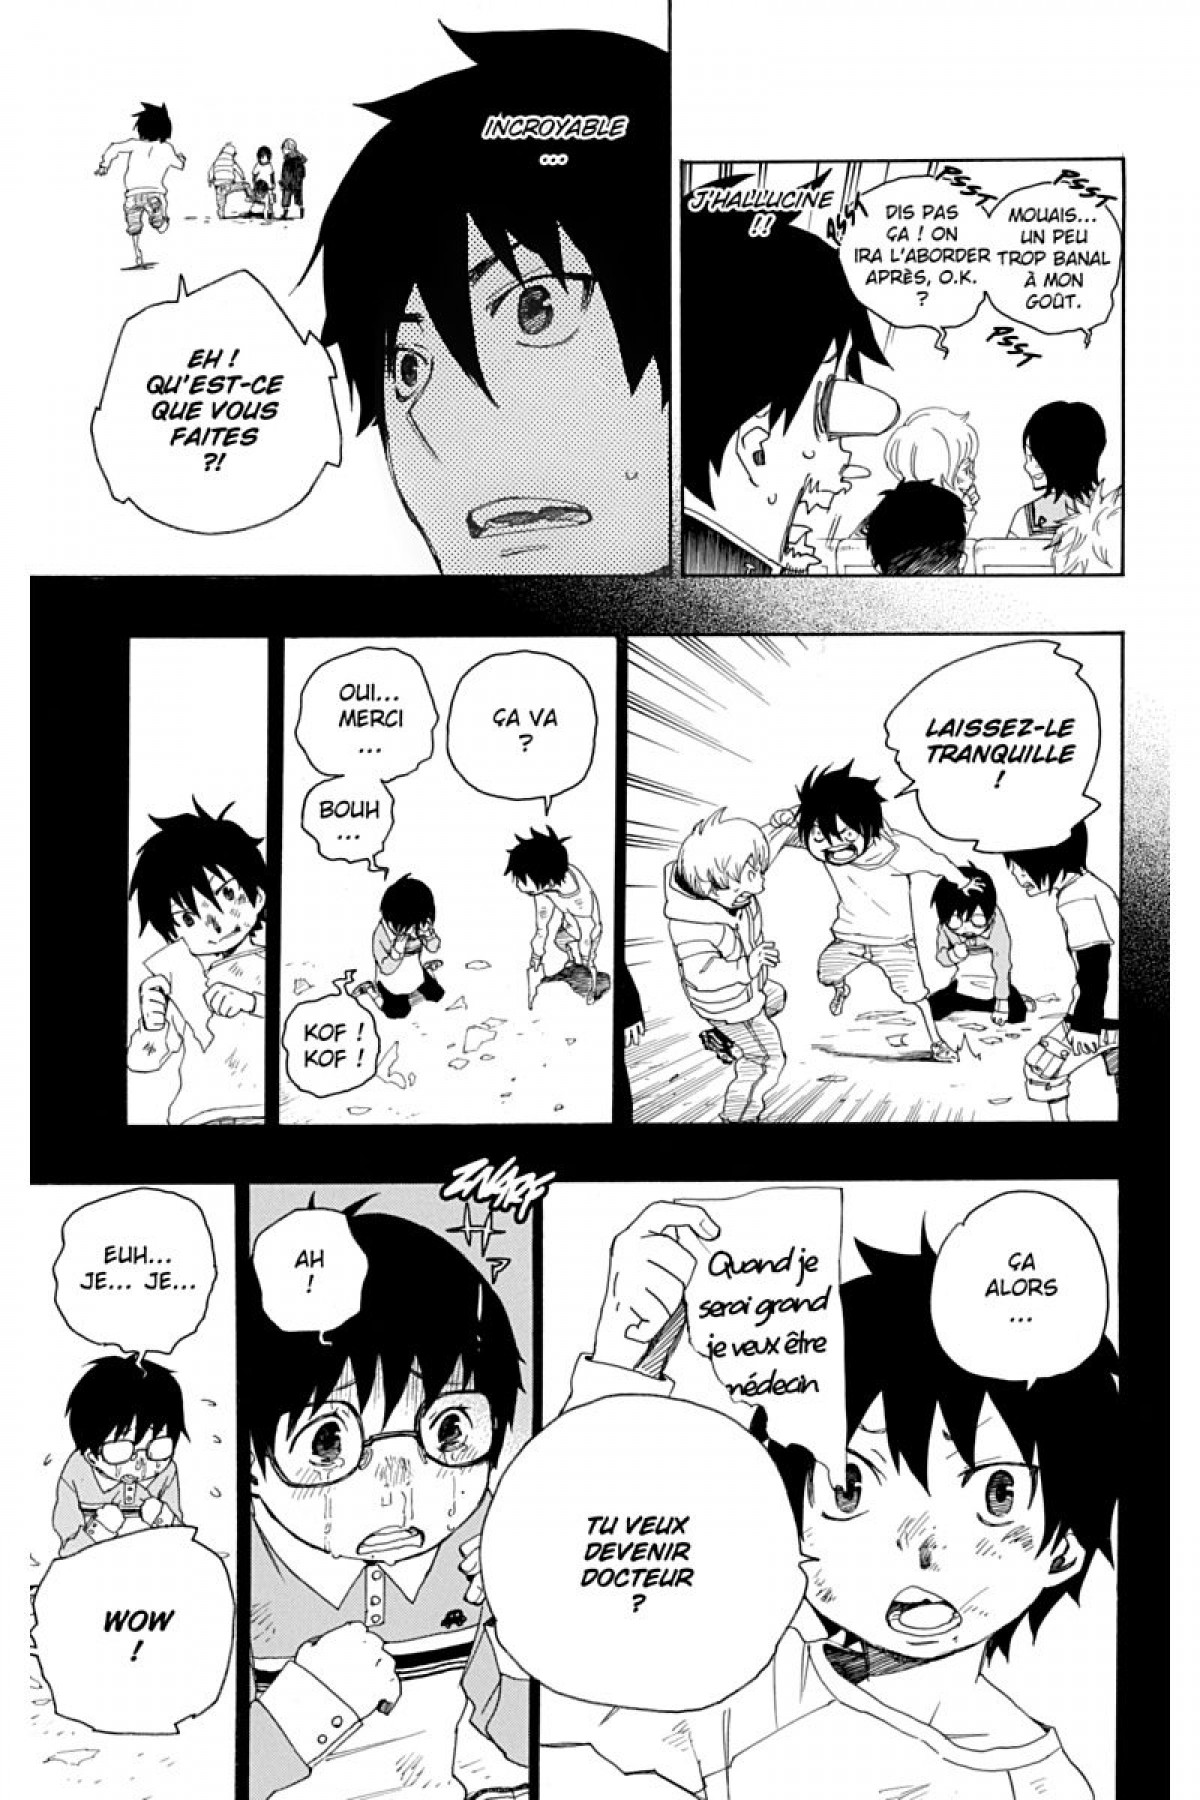 PSST
MOUAIS...
UN PEU
TROP BANAL
À MON
GOÛT.
PSST
PSST
DIS PAS
ÇA ! ON
IRA L'ABORDER
APRÈS, O.K.
?
PSST
PSST
J'HALLUCINE
!!
INCROYABLE
...
EH !
QU'EST-CE
QUE VOUS
FAITES
?!
LAISSEZ-LE
TRANQUILLE
!
ÇA VA
?
OUI...
MERCI
...
BOUH
...
KOF !
KOF !
ÇA
ALORS
...
Quand je
serai grand
je veux être
médecin
TU VEUX
DEVENIR
DOCTEUR
?
AH
!
EUH...
JE... JE...
WOW
!